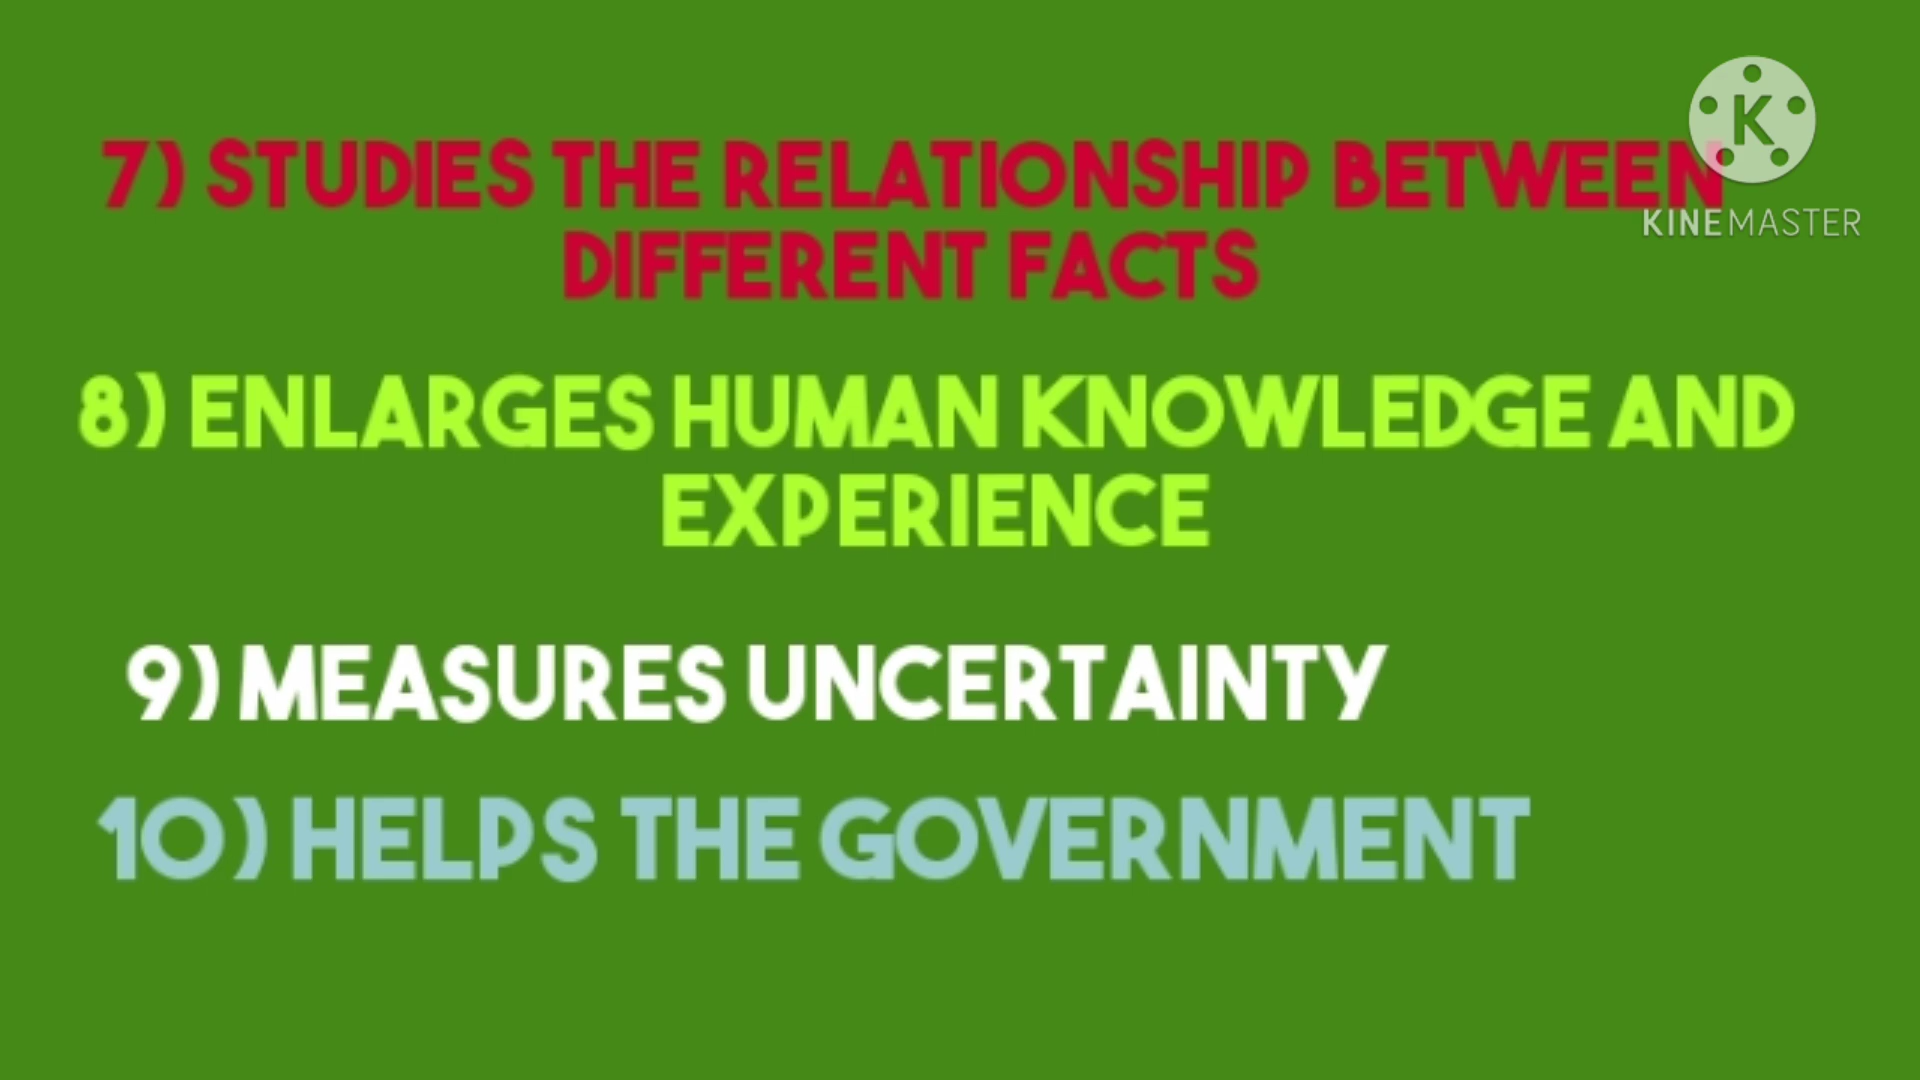 7) STUDIES THE RELATIONSHIP BETWEEN
DIFFERENT FACTS
8) ENLARGES HUMAN KNOWLEDGE AND
EXPERIENCE
9) MEASURES UNCERTAINTY
10) HELPS THE GOVERNMENT
K
KINEMASTER